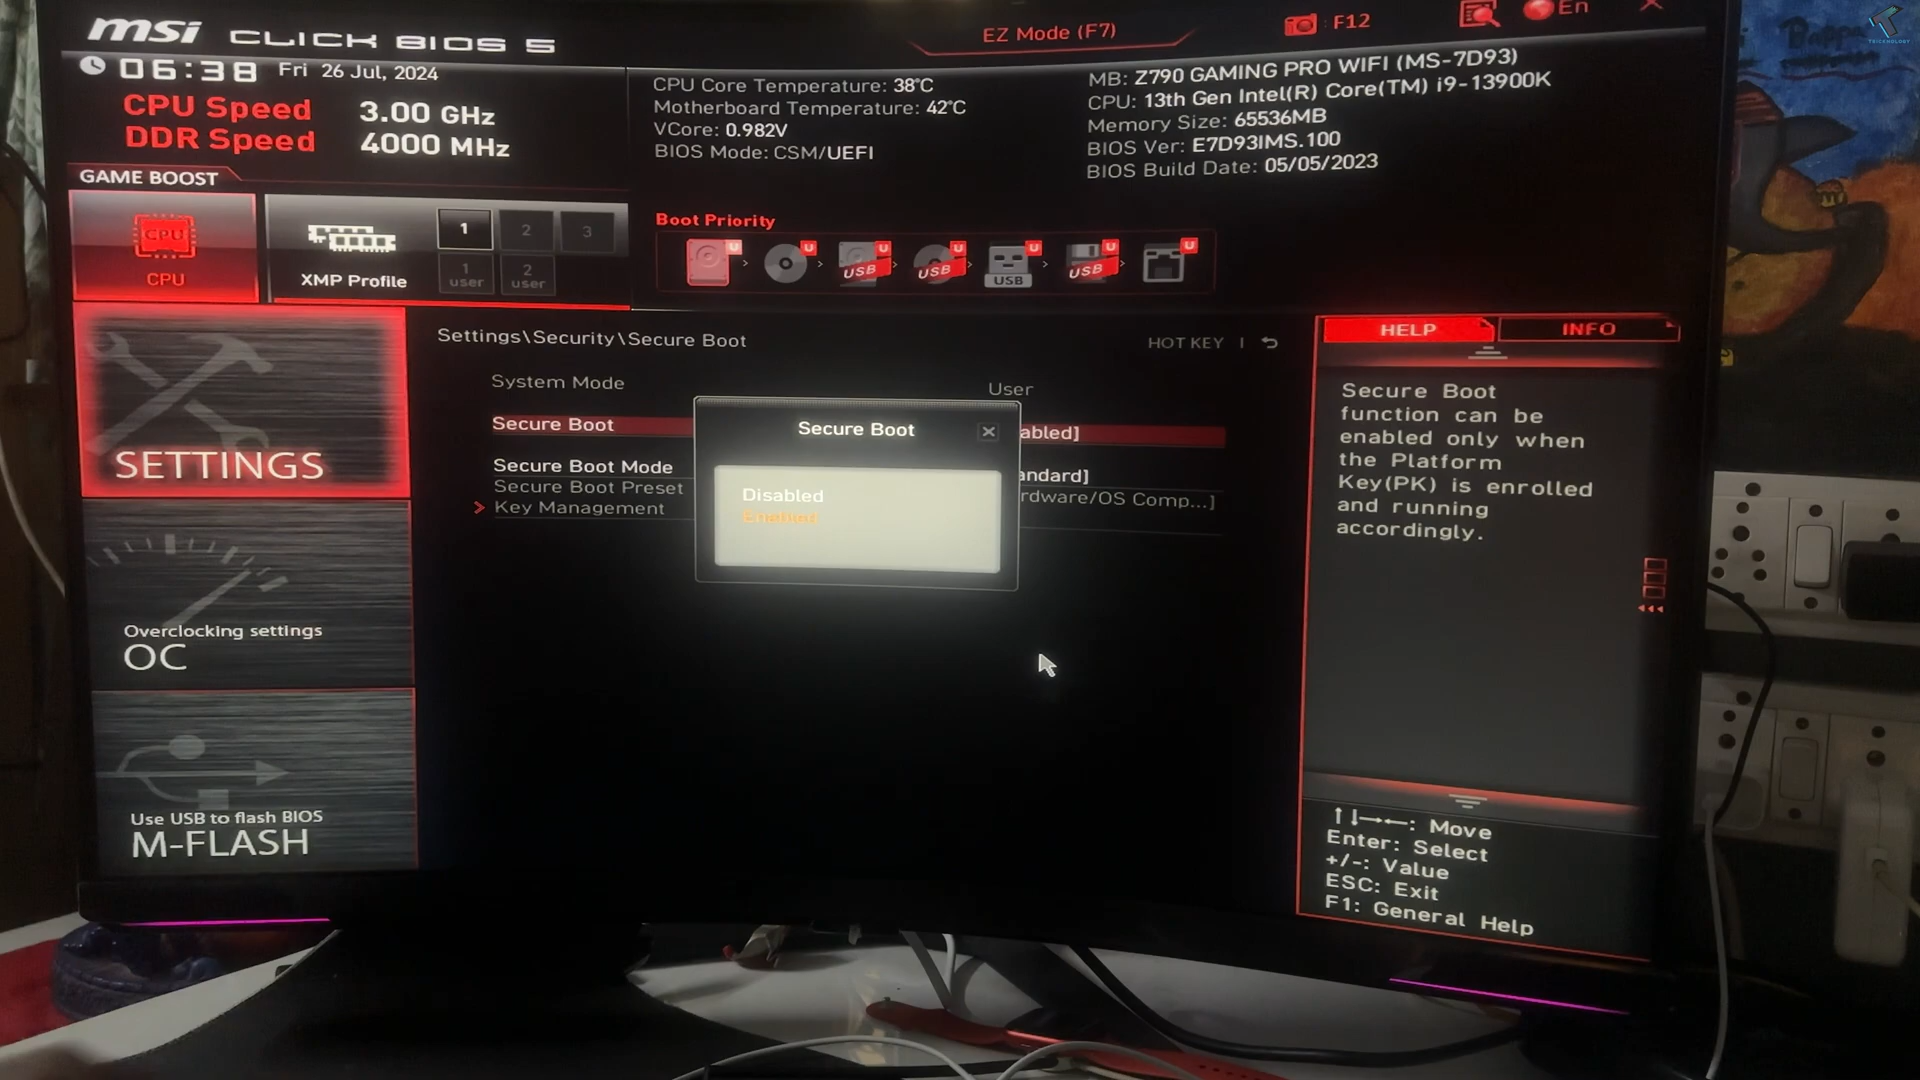 msi CLICK BIOS 5
EZ Mode (F7)
: F12
En
06:38 Fri 26 Jul, 2024
CPU Speed 3.00 GHz
DDR Speed 4000 MHz
CPU Core Temperature: 38°C
Motherboard Temperature: 42°C
VCore: 0.982V
BIOS Mode: CSM/UEFI
MB: Z790 GAMING PRO WIFI (MS-7D93)
CPU: 13th Gen Intel(R) Core(TM) i9-13900K
Memory Size: 65536MB
BIOS Ver: E7D93IMS.100
BIOS Build Date: 05/05/2023
GAME BOOST
CPU
CPU
XMP Profile
1 2 3
1 user
2 user
Boot Priority
U U U U U U U
USB USB USB USB
SETTINGS
Overclocking settings
OC
Use USB to flash BIOS
M-FLASH
Settings\Security\Secure Boot
HOT KEY |
System Mode User
Secure Boot abled]
Secure Boot Mode andard]
Secure Boot Preset rdware/OS Comp...]
> Key Management
Secure Boot
Disabled
Enabled
HELP
INFO
Secure Boot
function can be
enabled only when
the Platform
Key(PK) is enrolled
and running
accordingly.
↑↓→←: Move
Enter: Select
+/-: Value
ESC: Exit
F1: General Help